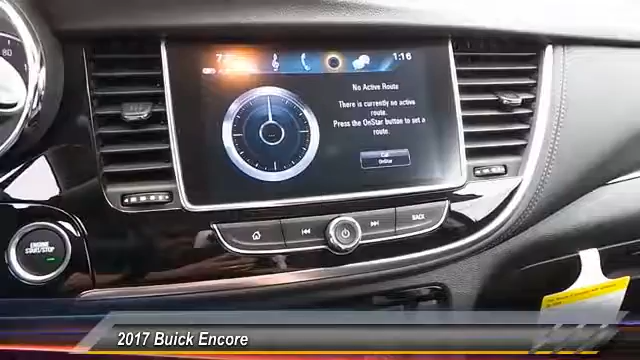 1:16
No Active Route
There is currently no active
route.
Press the OnStar button to set a
route.
Call
OnStar
80
BACK
ENGINE
START/STOP
2017 Buick Encore